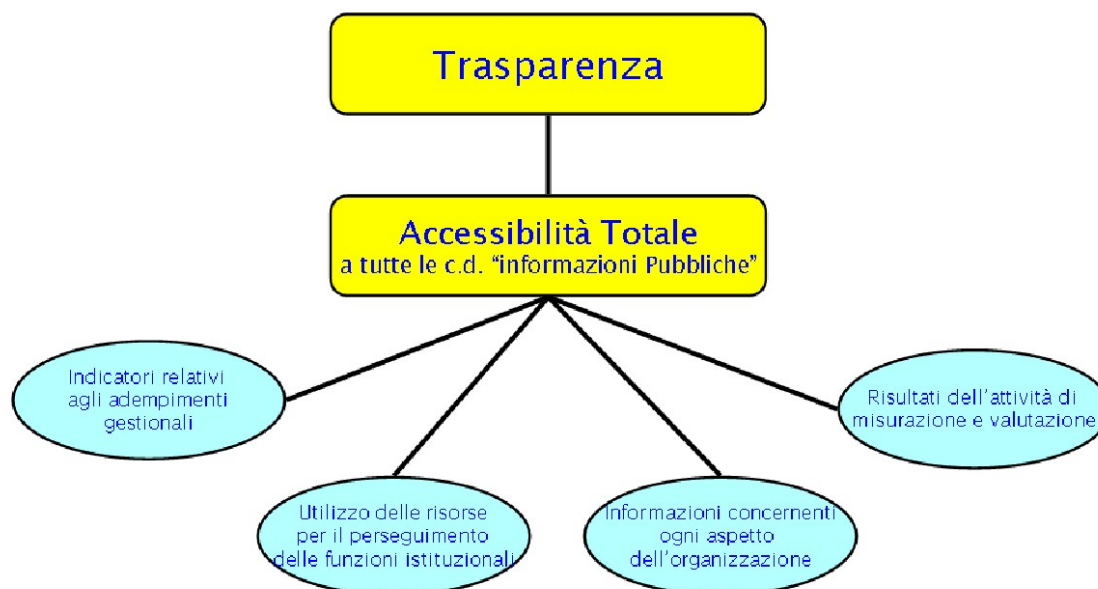 Trasparenza
Accessibilità Totale
a tutte le c.d. “informazioni Pubbliche”
Indicatori relativi
agli adempimenti
gestionali
Utilizzo delle risorse
per il perseguimento
delle funzioni istituzionali
Informazioni concernenti
ogni aspetto
dell’organizzazione
Risultati dell’attività di
misurazione e valutazione